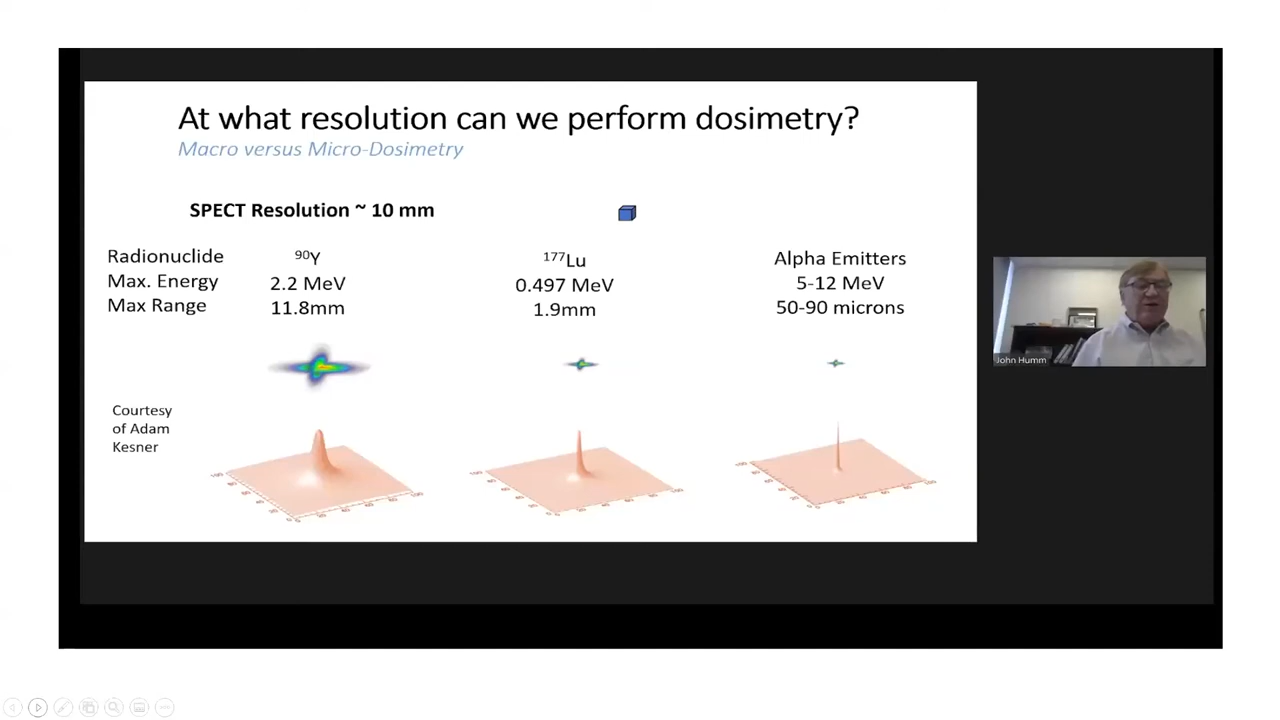 At what resolution can we perform dosimetry?
Macro versus Micro-Dosimetry
SPECT Resolution ~ 10 mm
Radionuclide
Max. Energy
Max Range
⁹⁰Y
2.2 MeV
11.8mm
¹⁷⁷Lu
0.497 MeV
1.9mm
Alpha Emitters
5-12 MeV
50-90 microns
John Humm
Courtesy
of Adam
Kesner